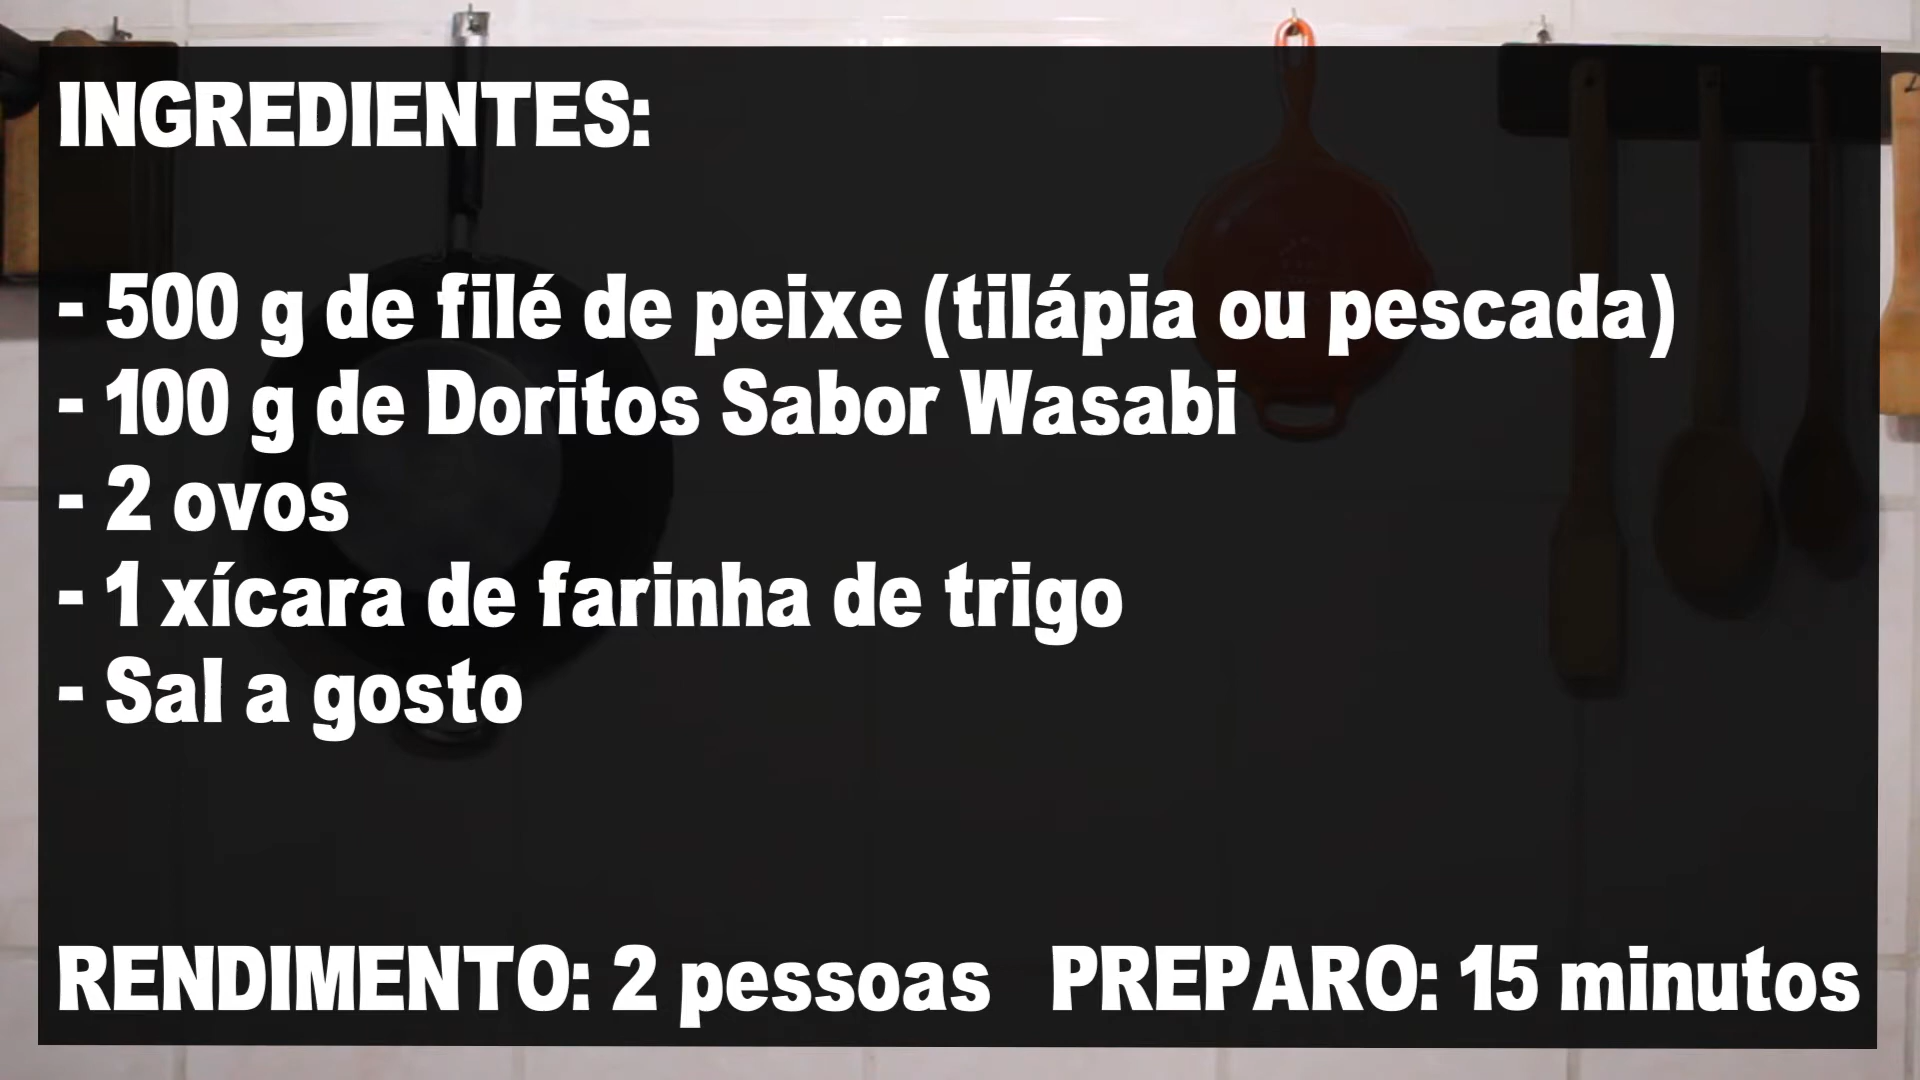 INGREDIENTES:
- 500 g de filé de peixe (tilápia ou pescada)
- 100 g de Doritos Sabor Wasabi
- 2 ovos
- 1 xícara de farinha de trigo
- Sal a gosto
RENDIMENTO: 2 pessoas PREPARO: 15 minutos